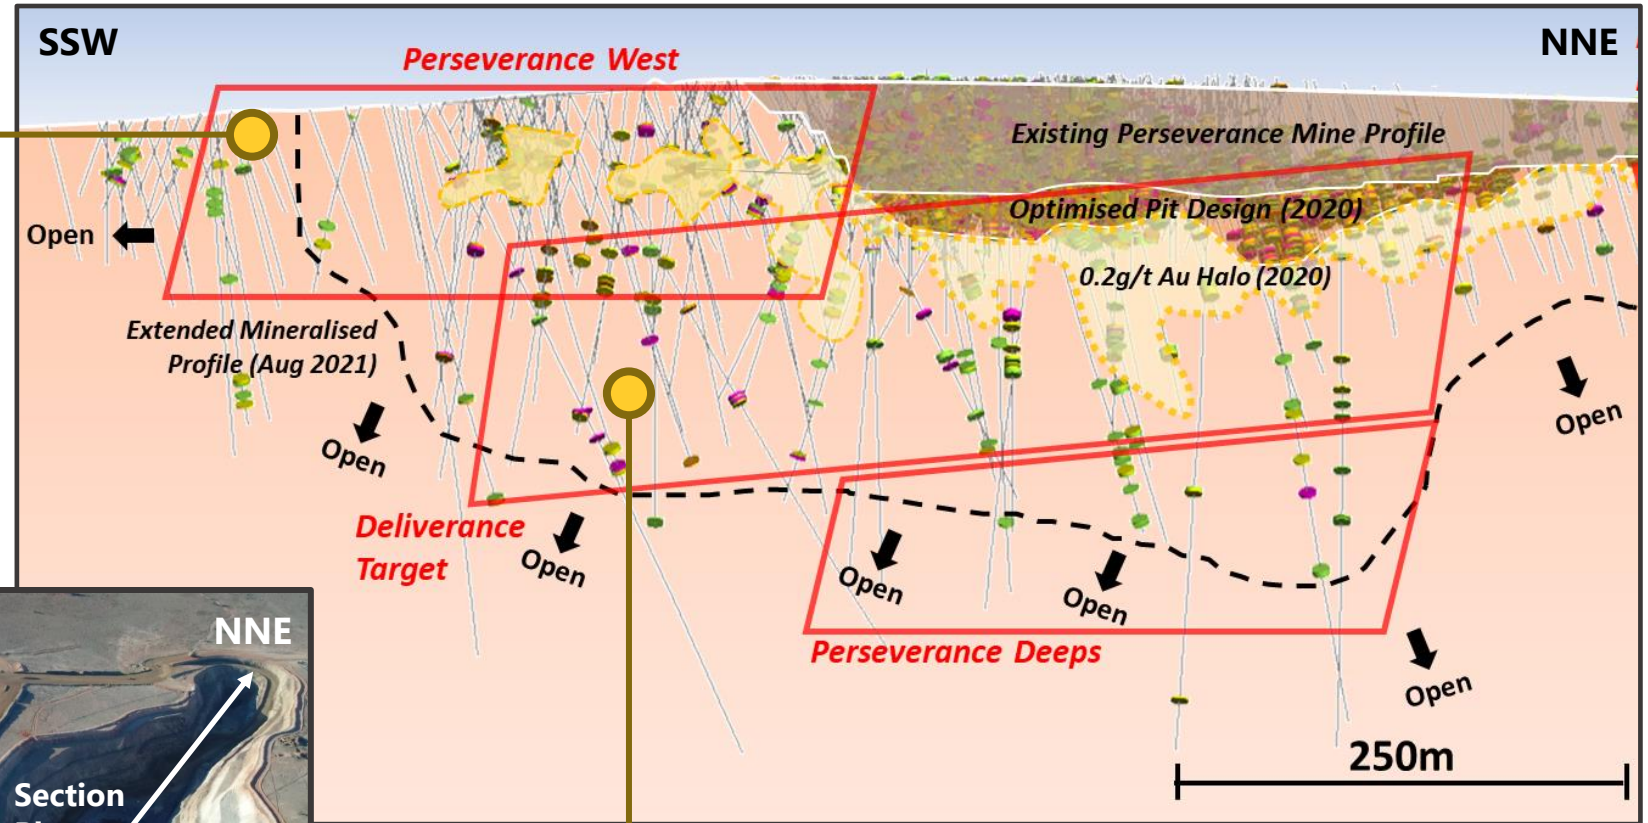 SSW
NNE
Perseverance West
Existing Perseverance Mine Profile
Optimised Pit Design (2020)
Open
0.2g/t Au Halo (2020)
Extended Mineralised
Profile (Aug 2021)
Open
Open
Deliverance
Target
Open
Open
Open
Perseverance Deeps
Open
250m
NNE
Section